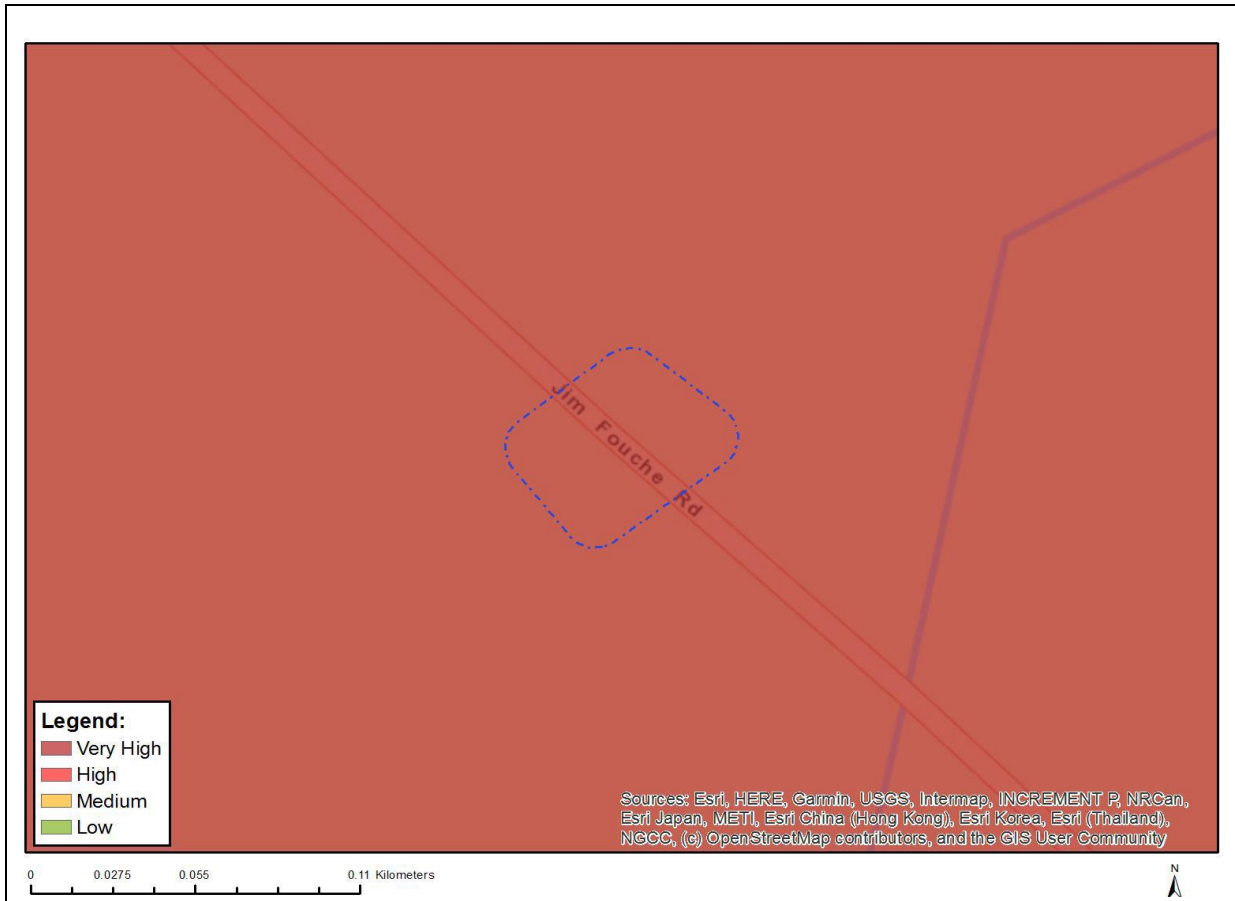 Jim Fouche Rd
Legend:
Very High
High
Medium
Low
Sources: Esri, HERE, Garmin, USGS, Intermap, INCREMENT P, NRCan,
Esri Japan, METI, Esri China (Hong Kong), Esri Korea, Esri (Thailand),
NGCC, (c) OpenStreetMap contributors, and the GIS User Community
0 0.0275 0.055 0.11 Kilometers
N